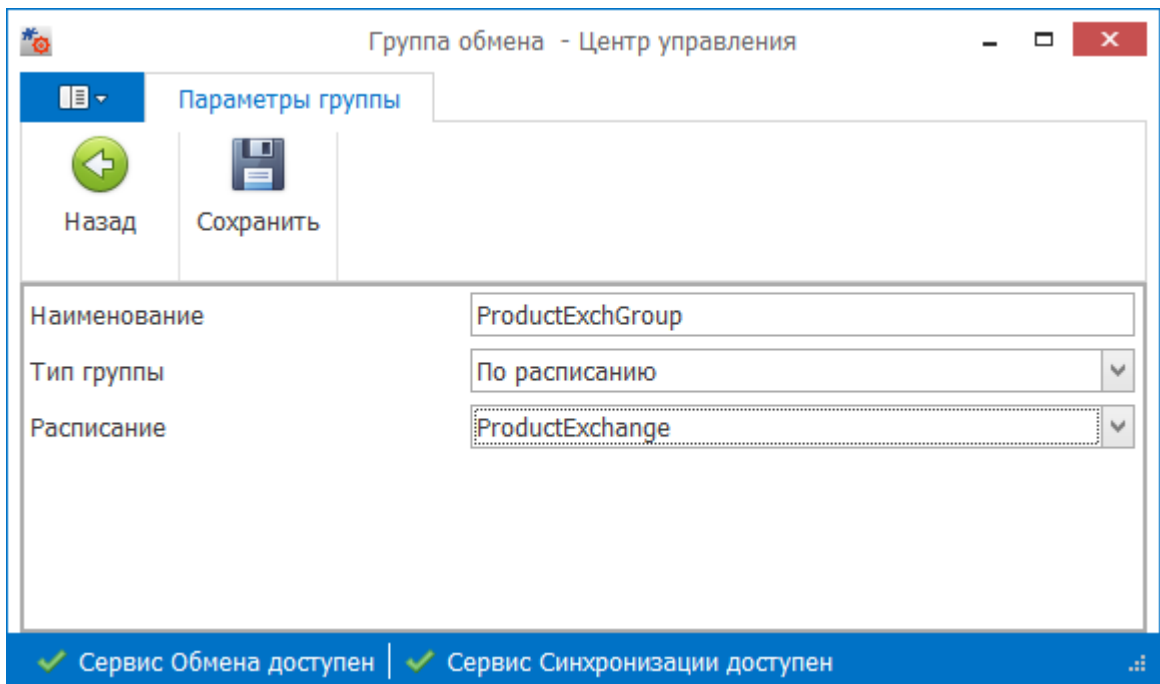 Группа обмена - Центр управления
Параметры группы
Назад
Сохранить
Наименование ProductExchGroup
Тип группы По расписанию
Расписание ProductExchange
Сервис Обмена доступен Сервис Синхронизации доступен